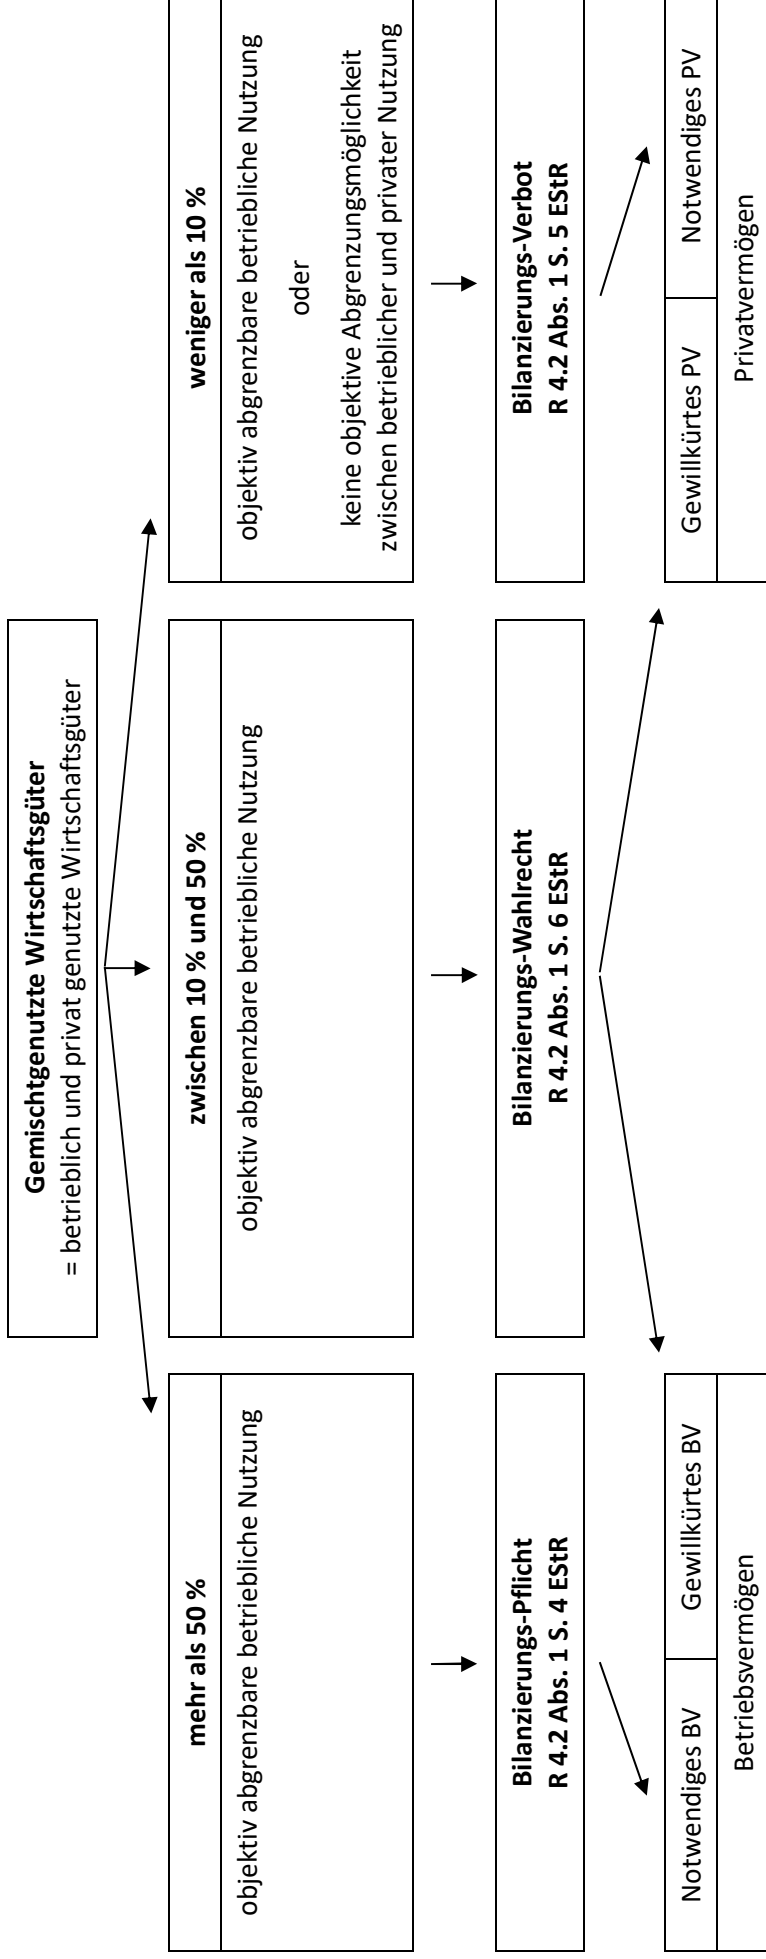 Gemischtgenutzte Wirtschaftsgüter
= betrieblich und privat genutzte Wirtschaftsgüter
mehr als 50 %
objektiv abgrenzbare betriebliche Nutzung
zwischen 10 % und 50 %
objektiv abgrenzbare betriebliche Nutzung
weniger als 10 %
objektiv abgrenzbare betriebliche Nutzung
oder
keine objektive Abgrenzungsmöglichkeit
zwischen betrieblicher und privater Nutzung
Bilanzierungs-Pflicht
R 4.2 Abs. 1 S. 4 EStR
Bilanzierungs-Wahlrecht
R 4.2 Abs. 1 S. 6 EStR
Bilanzierungs-Verbot
R 4.2 Abs. 1 S. 5 EStR
Notwendiges BV
Gewillkürtes BV
Betriebsvermögen
Gewillkürtes PV
Notwendiges PV
Privatvermögen